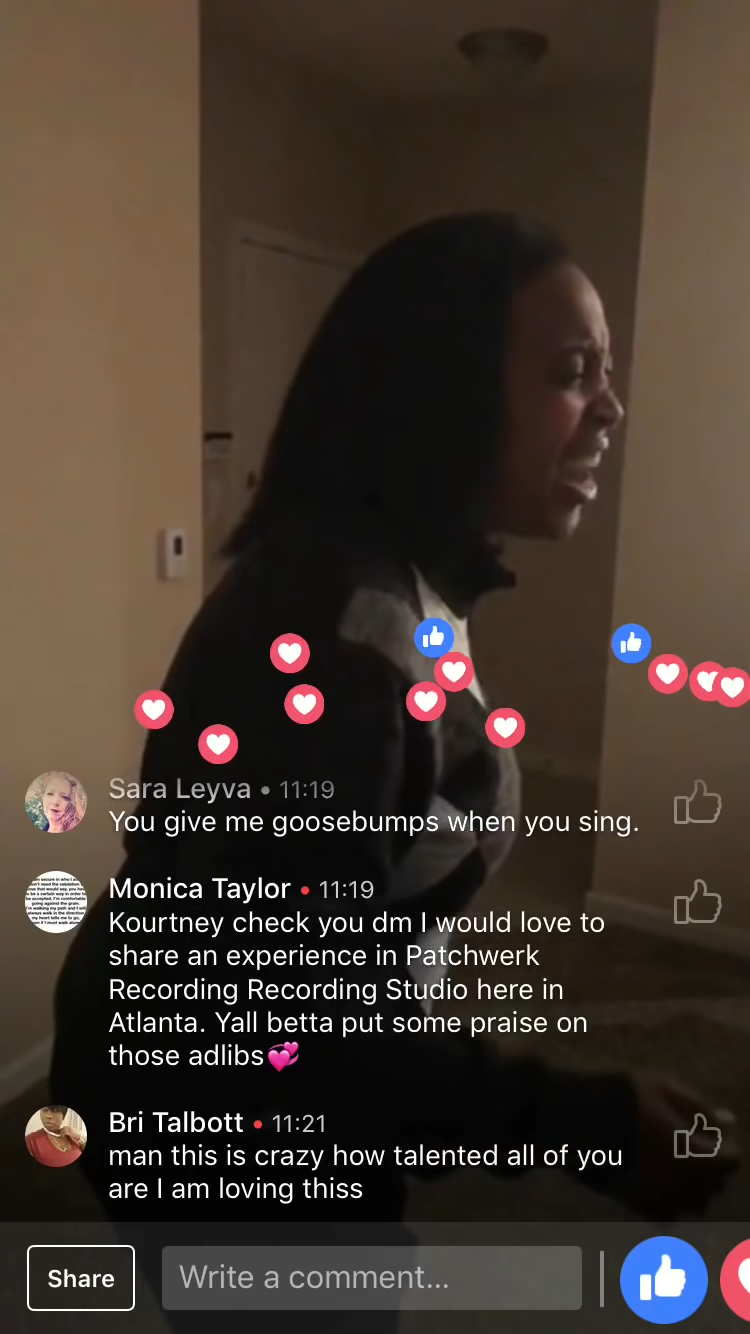 Sara Leyva • 11:19
You give me goosebumps when you sing.
Monica Taylor • 11:19
Kourtney check you dm I would love to
share an experience in Patchwerk
Recording Recording Studio here in
Atlanta. Yall betta put some praise on
those adlibs💞
Bri Talbott • 11:21
man this is crazy how talented all of you
are I am loving thiss
Share
Write a comment...